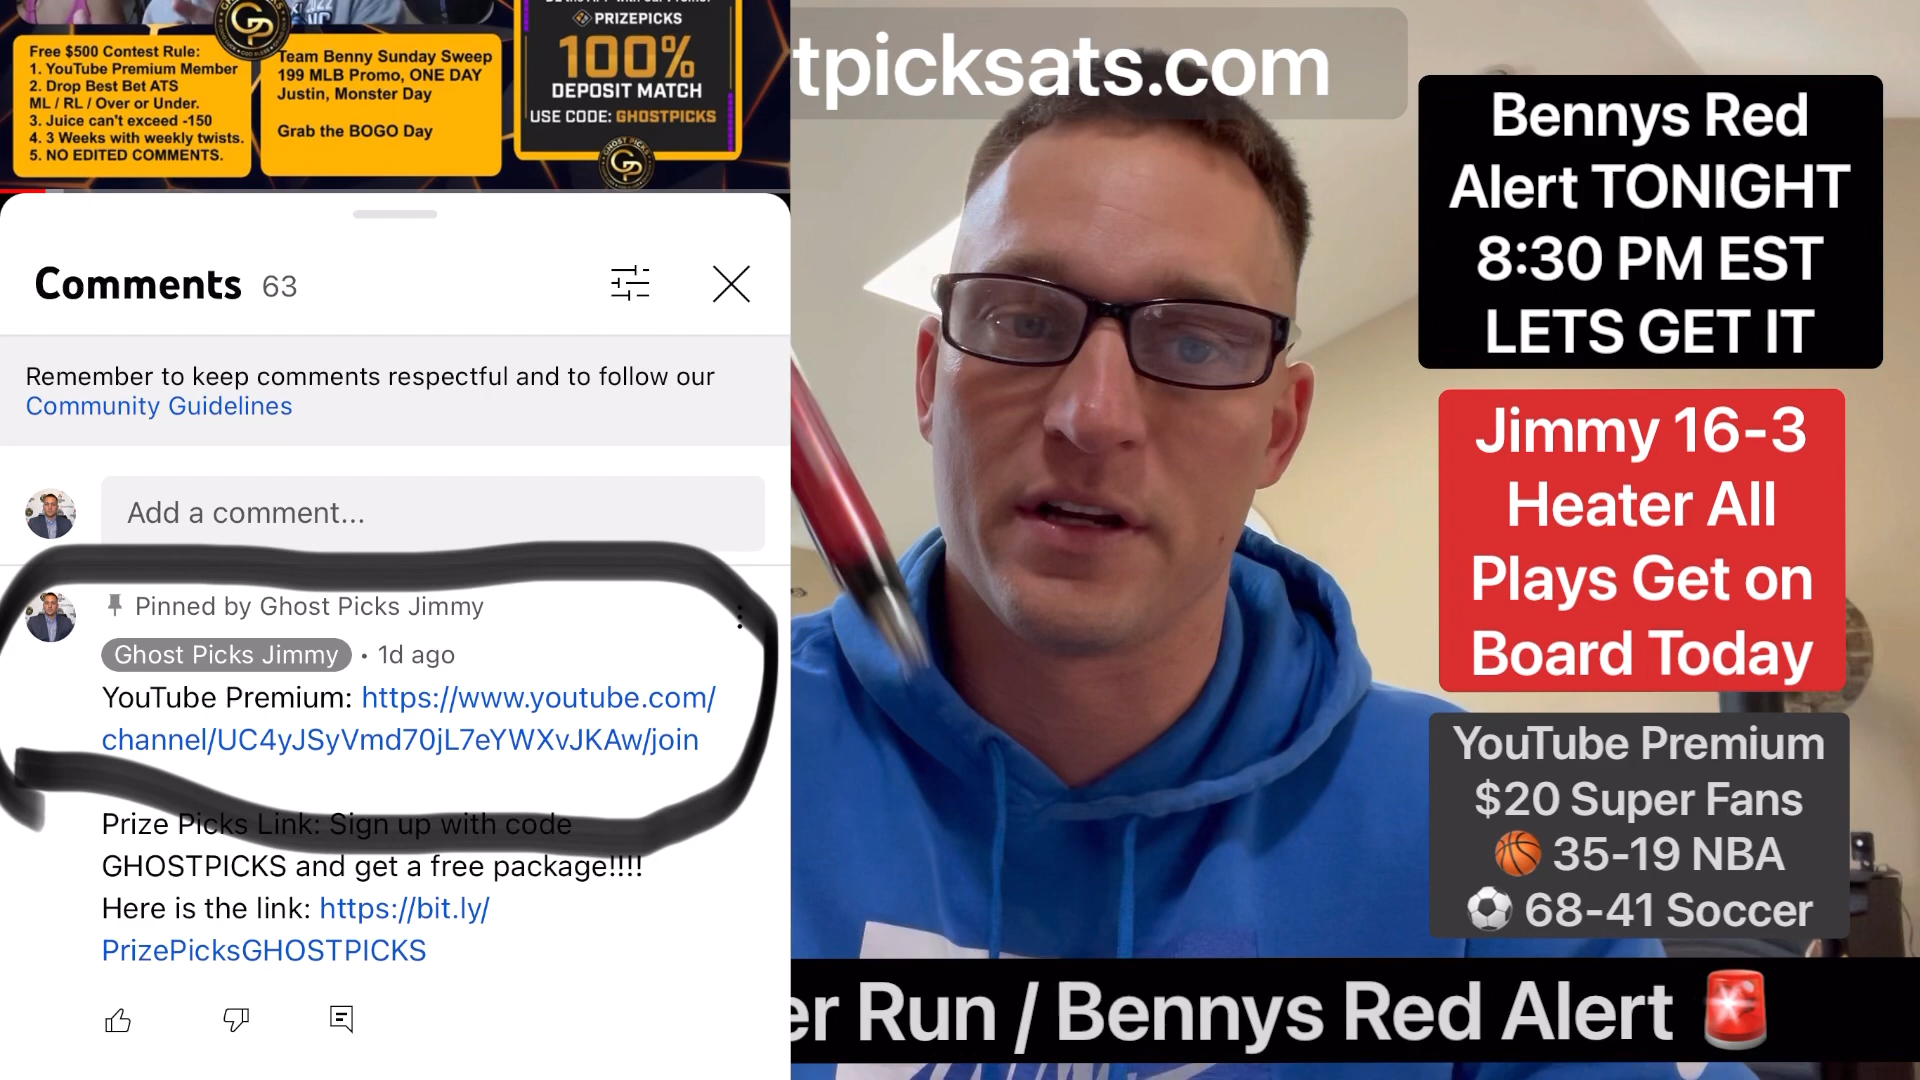 PRIZEPICKS
100%
DEPOSIT MATCH
USE CODE: GHOSTPICKS
GP
GP
Free $500 Contest Rule:
1. YouTube Premium Member
2. Drop Best Bet ATS
ML / RL / Over or Under.
3. Juice can't exceed -150
4. 3 Weeks with weekly twists.
5. NO EDITED COMMENTS.
Team Benny Sunday Sweep
199 MLB Promo, ONE DAY
Justin, Monster Day
Grab the BOGO Day
Comments 63
Remember to keep comments respectful and to follow our
Community Guidelines
Add a comment...
Pinned by Ghost Picks Jimmy
Ghost Picks Jimmy • 1d ago
YouTube Premium: https://www.youtube.com/
channel/UC4yJSyVmd70jL7eYWXvJKAw/join
Prize Picks Link: Sign up with code
GHOSTPICKS and get a free package!!!!
Here is the link: https://bit.ly/
PrizePicksGHOSTPICKS
tpicksats.com
Bennys Red
Alert TONIGHT
8:30 PM EST
LETS GET IT
Jimmy 16-3
Heater All
Plays Get on
Board Today
YouTube Premium
$20 Super Fans
🏀 35-19 NBA
⚽ 68-41 Soccer
er Run / Bennys Red Alert 🚨